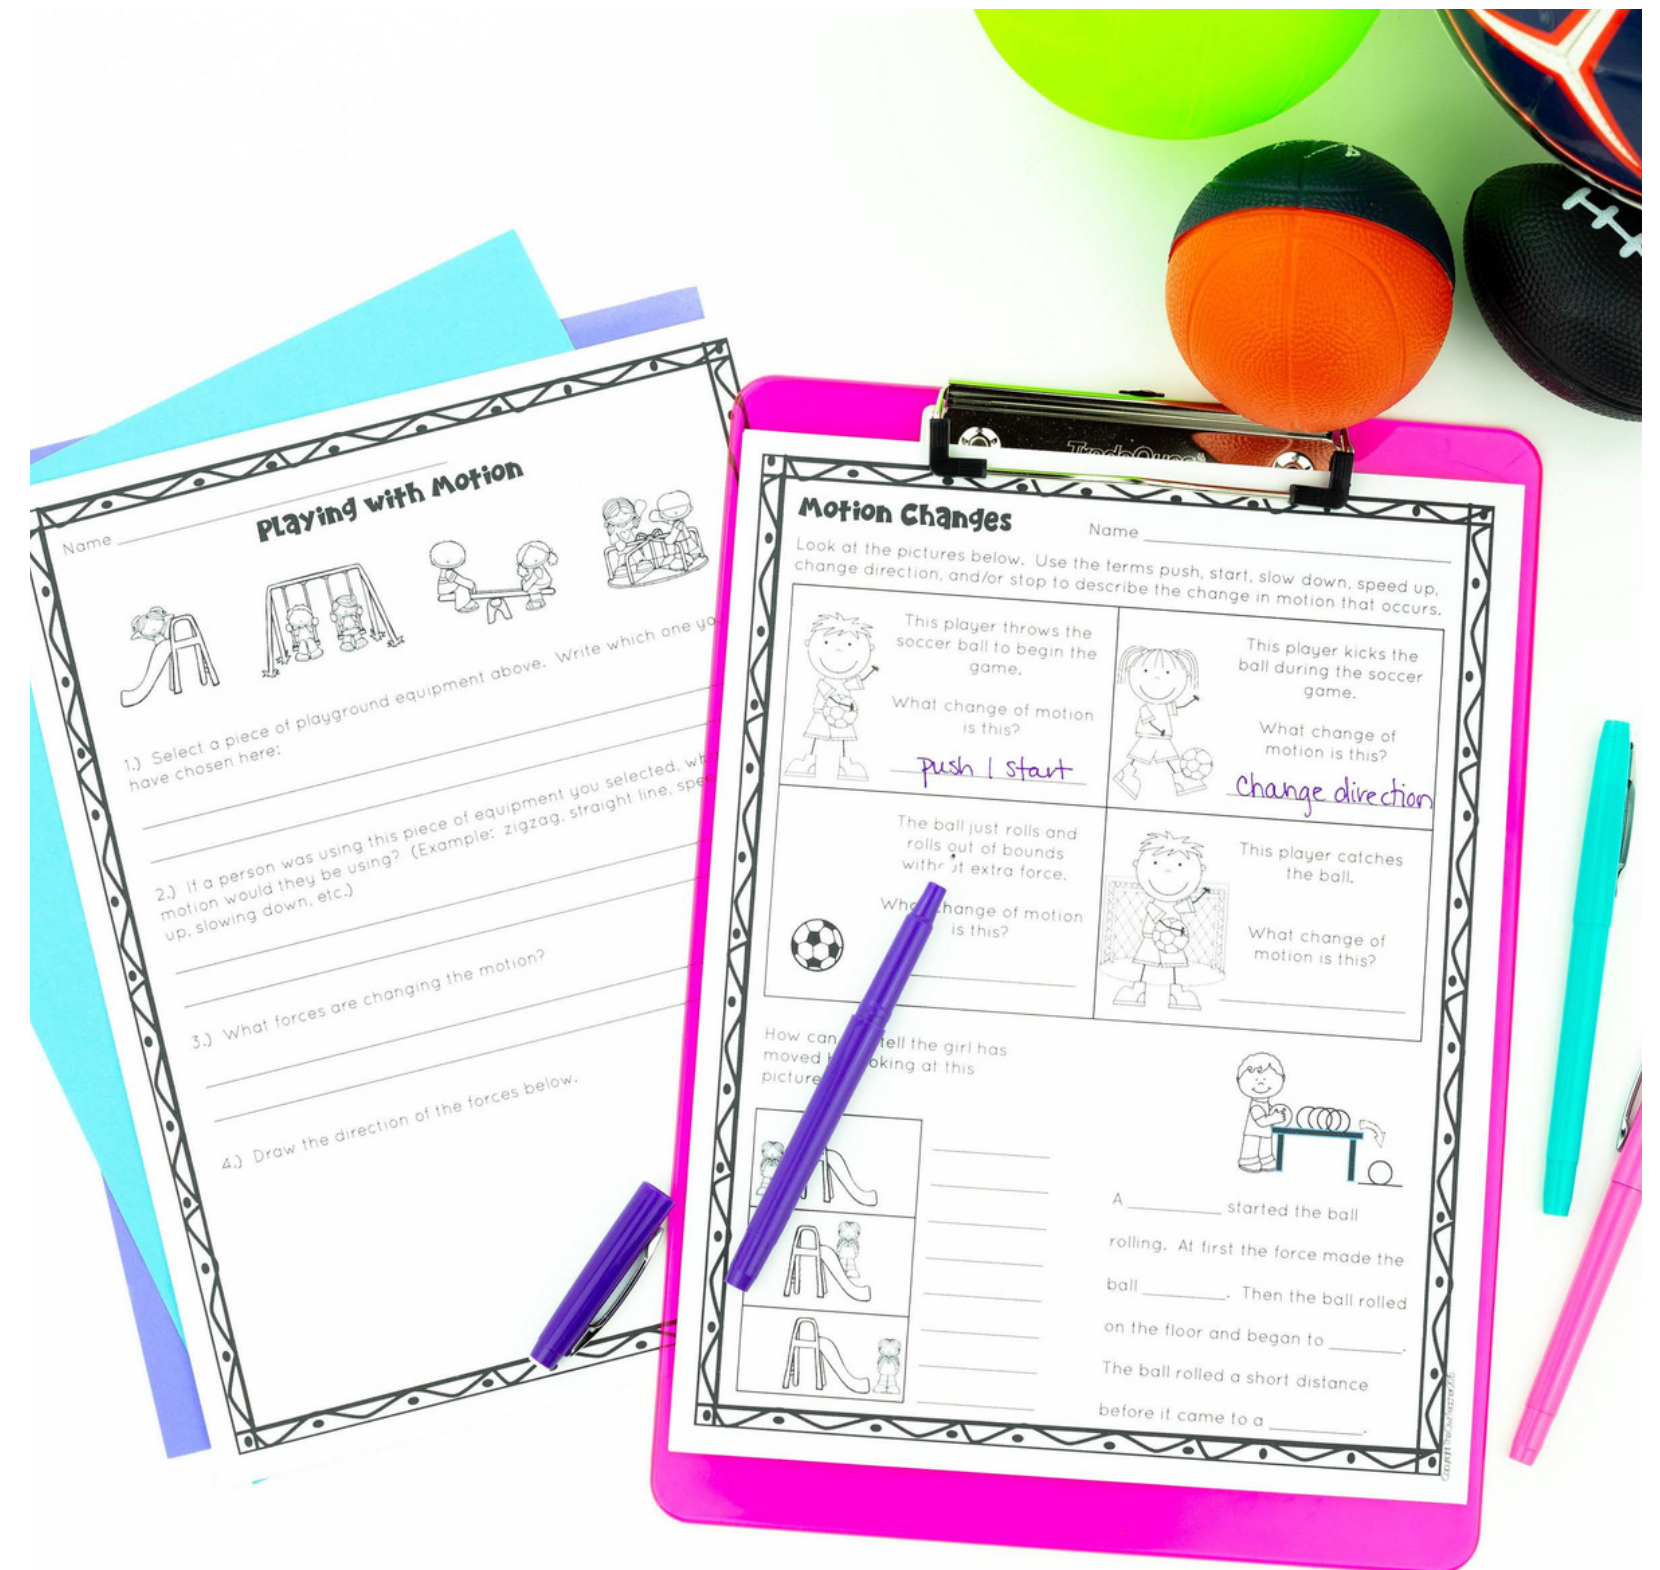 Playing with Motion
Name
1.) Select a piece of playground equipment above. Write which one
have chosen here:
2.) If a person was using this piece of equipment you selected,
motion would they be using? (Example: zigzag, straight line,
up, slowing down, etc.)
3.) What forces are changing the motion?
4.) Draw the direction of the forces below.
Motion Changes
Name
Look at the pictures below. Use the terms push, start, slow down, speed up,
change direction, and/or stop to describe the change in motion that occurs.
This player throws the
soccer ball to begin the
game.
What change of motion
is this?
push / start
This player kicks the
ball during the soccer
game.
What change of
motion is this?
change direction
The ball just rolls and
rolls out of bounds
without extra force.
What change of motion
is this?
This player catches
the ball.
What change of
motion is this?
How can tell the girl has
moved looking at this
picture
A ________ started the ball
rolling. At first the force made the
ball ________. Then the ball rolled
on the floor and began to ________.
The ball rolled a short distance
before it came to a ________.